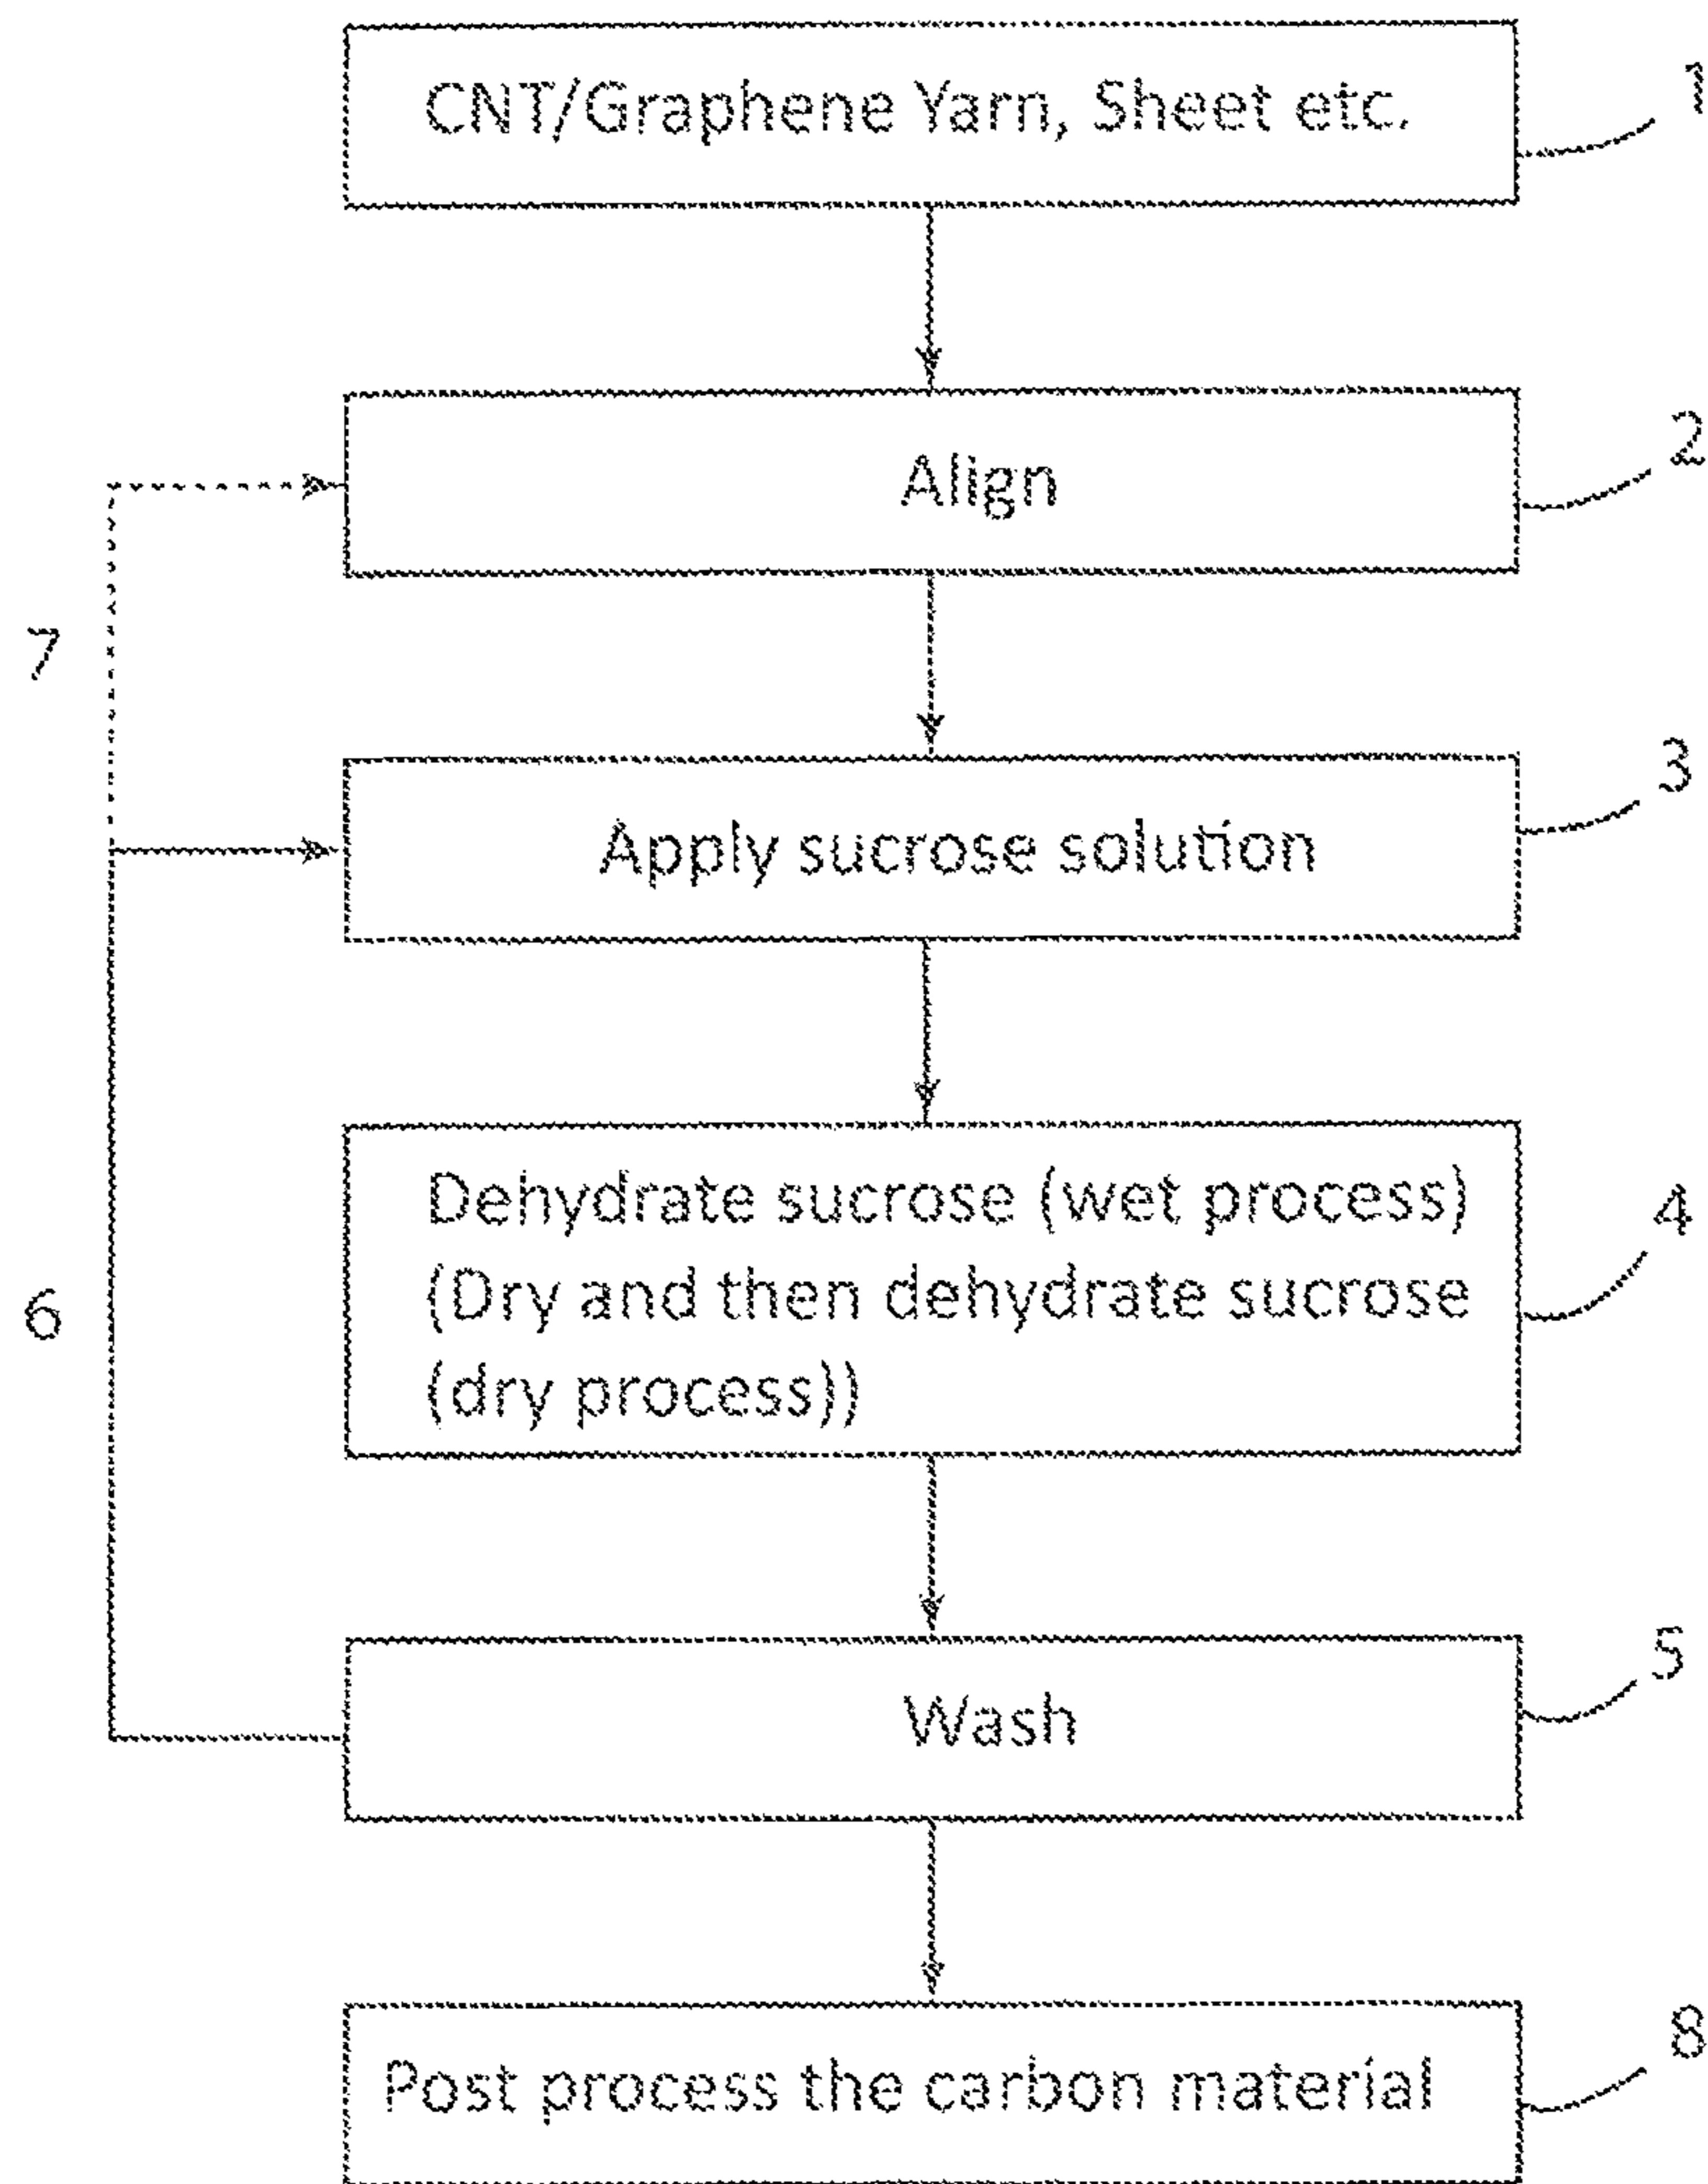 CNT/Graphene Yarn, Sheet etc.
1
Align
2
7
Apply sucrose solution
3
Dehydrate sucrose (wet process)
(Dry and then dehydrate sucrose
(dry process))
4
6
Wash
5
Post process the carbon material
8